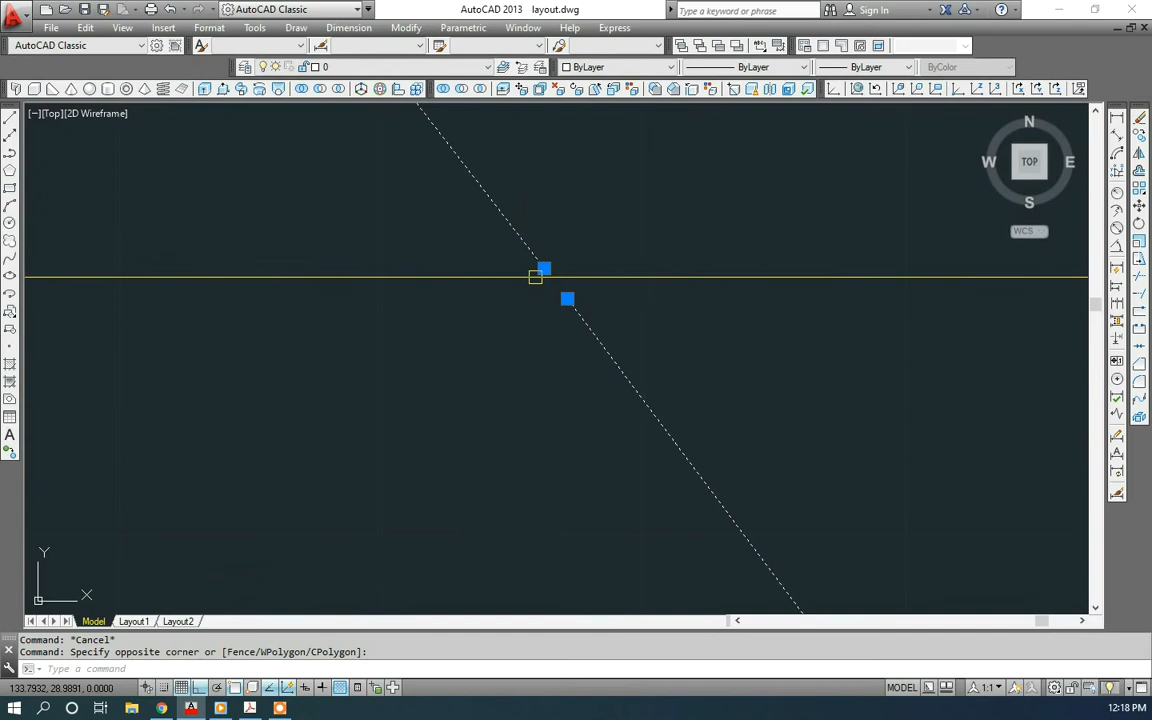 AutoCAD Classic
AutoCAD 2013 layout.dwg
Type a keyword or phrase
Sign In
File Edit View Insert Format Tools Draw Dimension Modify Parametric Window Help Express
AutoCAD Classic
0
ByLayer
ByLayer
ByLayer
ByColor
[−][Top][2D Wireframe]
N
W TOP E
S
WCS
Y
X
Model Layout1 Layout2
Command: *Cancel*
Command: Specify opposite corner or [Fence/WPolygon/CPolygon]:
Type a command
133.7932, 28.9891, 0.0000
MODEL
1:1
12:18 PM